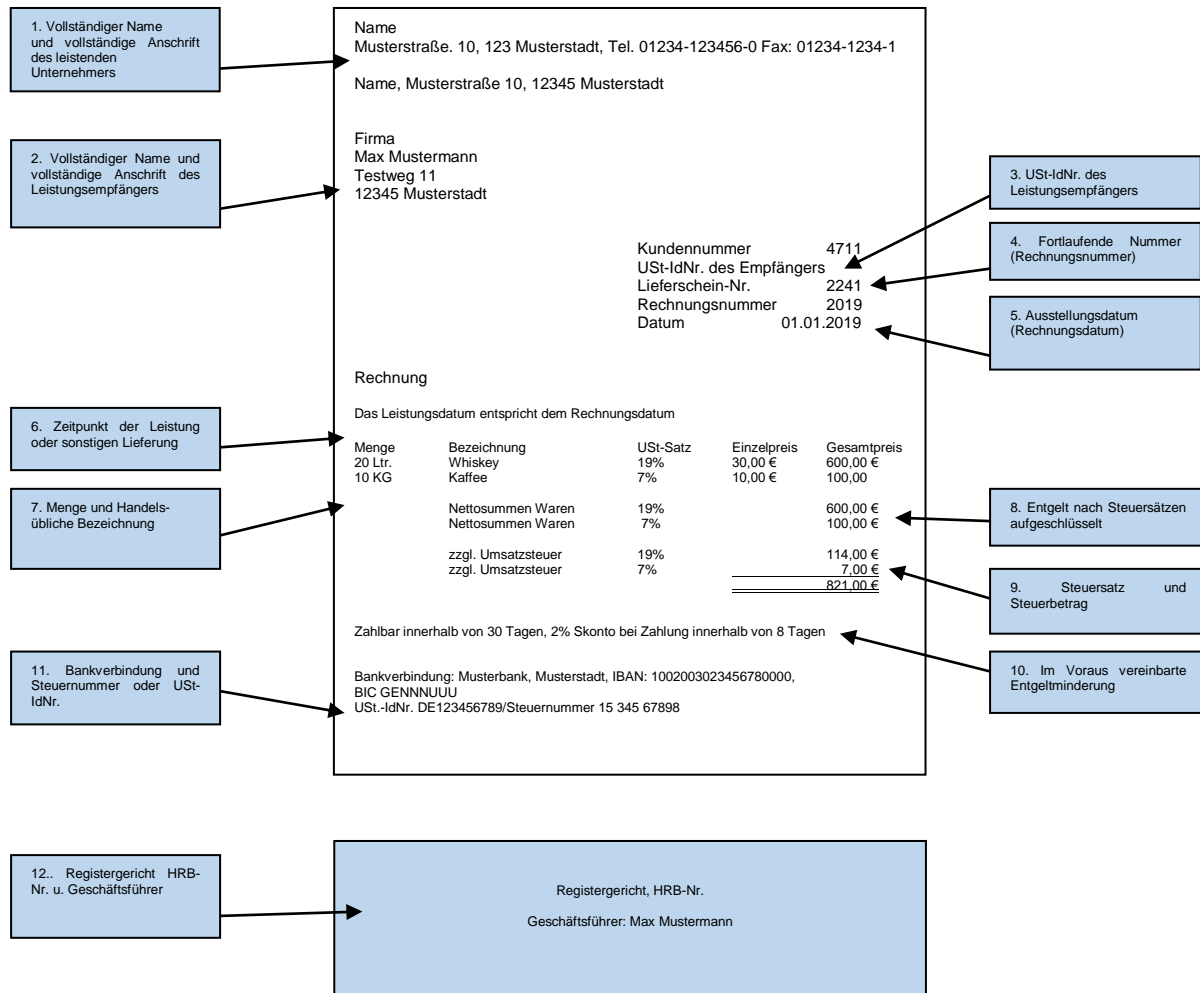 1. Vollständiger Name
und vollständige Anschrift
des leistenden
Unternehmers
Name
Musterstraße. 10, 123 Musterstadt, Tel. 01234-123456-0 Fax: 01234-1234-1
Name, Musterstraße 10, 12345 Musterstadt
2. Vollständiger Name und
vollständige Anschrift des
Leistungsempfängers
Firma
Max Mustermann
Testweg 11
12345 Musterstadt
3. USt-IdNr. des
Leistungsempfängers
4. Fortlaufende Nummer
(Rechnungsnummer)
5. Ausstellungsdatum
(Rechnungsdatum)
Kundennummer 4711
USt-IdNr. des Empfängers
Lieferschein-Nr. 2241
Rechnungsnummer 2019
Datum 01.01.2019
Rechnung
6. Zeitpunkt der Leistung
oder sonstigen Lieferung
Das Leistungsdatum entspricht dem Rechnungsdatum
Menge Bezeichnung USt-Satz Einzelpreis Gesamtpreis
20 Ltr. Whiskey 19% 30,00 € 600,00 €
10 KG Kaffee 7% 10,00 € 100,00
7. Menge und Handels-
übliche Bezeichnung
Nettosummen Waren 19% 600,00 €
Nettosummen Waren 7% 100,00 €
8. Entgelt nach Steuersätzen
aufgeschlüsselt
zzgl. Umsatzsteuer 19% 114,00 €
zzgl. Umsatzsteuer 7% 7,00 €
821,00 €
9. Steuersatz und
Steuerbetrag
Zahlbar innerhalb von 30 Tagen, 2% Skonto bei Zahlung innerhalb von 8 Tagen
10. Im Voraus vereinbarte
Entgeltminderung
11. Bankverbindung und
Steuernummer oder USt-
IdNr.
Bankverbindung: Musterbank, Musterstadt, IBAN: 1002003023456780000,
BIC GENNNUUU
USt.-IdNr. DE123456789/Steuernummer 15 345 67898
12.. Registergericht HRB-
Nr. u. Geschäftsführer
Registergericht, HRB-Nr.
Geschäftsführer: Max Mustermann